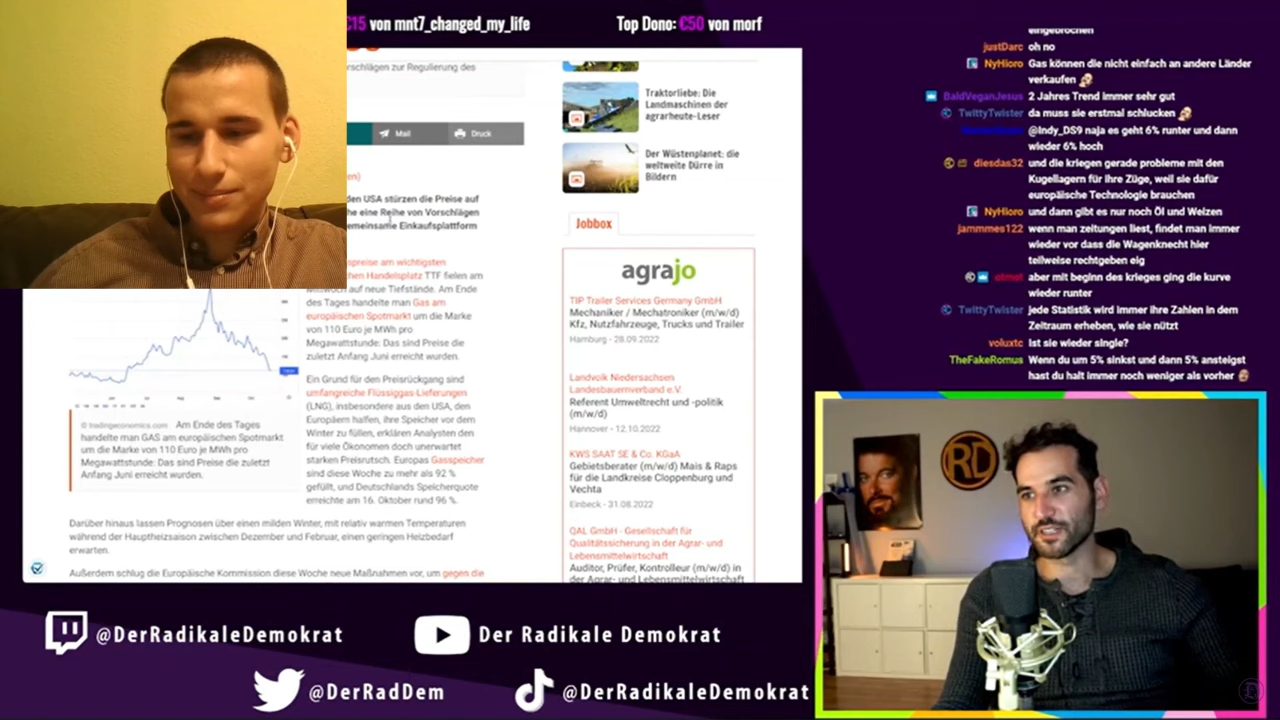 €15 von mnt7_changed_my_life
Top Dono: €50 von morf
orschlägen zur Regulierung des
Mail
Druck
en)
den USA stürzen die Preise auf
he eine Reihe von Vorschlägen
emeinsame Einkaufsplattform
spreise am wichtigsten
chen Handelsplatz TTF fielen am
Mittwoch auf neue Tiefstände. Am Ende
des Tages handelte man Gas am
europäischen Spotmarkt um die Marke
von 110 Euro je MWh pro
Megawattstunde: Das sind Preise die
zuletzt Anfang Juni erreicht wurden.
Ein Grund für den Preisrückgang sind
umfangreiche Flüssiggas-Lieferungen
(LNG), insbesondere aus den USA, den
Europäern halfen, ihre Speicher vor dem
Winter zu füllen, erklären Analysten den
für viele Ökonomen doch unerwartet
starken Preisrutsch. Europas Gasspeicher
sind diese Woche zu mehr als 92 %
gefüllt, und Deutschlands Speicherquote
erreichte am 16. Oktober rund 96 %.
© tradingeconomics.com Am Ende des Tages
handelte man GAS am europäischen Spotmarkt
um die Marke von 110 Euro je MWh pro
Megawattstunde: Das sind Preise die zuletzt
Anfang Juni erreicht wurden.
Darüber hinaus lassen Prognosen über einen milden Winter, mit relativ warmen Temperaturen
während der Hauptheizsaison zwischen Dezember und Februar, einen geringen Heizbedarf
erwarten.
Außerdem schlug die Europäische Kommission diese Woche neue Maßnahmen vor, um gegen die
Traktorliebe: Die
Landmaschinen der
agrarheute-Leser
Der Wüstenplanet: die
weltweite Dürre in
Bildern
Jobbox
agrajo
TIP Trailer Services Germany GmbH
Mechaniker / Mechatroniker (m/w/d)
Kfz, Nutzfahrzeuge, Trucks und Trailer
Hamburg - 28.09.2022
Landvolk Niedersachsen
Landesbauernverband e.V.
Referent Umweltrecht und -politik
(m/w/d)
Hannover - 12.10.2022
KWS SAAT SE & Co. KGaA
Gebietsberater (m/w/d) Mais & Raps
für die Landkreise Cloppenburg und
Vechta
Einbeck - 31.08.2022
QAL GmbH - Gesellschaft für
Qualitätssicherung in der Agrar- und
Lebensmittelwirtschaft
Auditor, Prüfer, Kontrolleur (m/w/d) in
der Agrar- und Lebensmittelwirtschaft
eingebrochen
justDarc oh no
NyHioro Gas können die nicht einfach an andere Länder
verkaufen
BaldVeganJesus 2 Jahres Trend immer sehr gut
TwittyTwister da muss sie erstmal schlucken
@Indy_DS9 naja es geht 6% runter und dann
wieder 6% hoch
diesdas32 und die kriegen gerade probleme mit den
Kugellagern für ihre Züge, weil sie dafür
europäische Technologie brauchen
NyHioro und dann gibt es nur noch Öl und Weizen
jammmes122 wenn man zeitungen liest, findet man immer
wieder vor dass die Wagenknecht hier
teilweise rechtgeben eig
aber mit beginn des krieges ging die kurve
wieder runter
TwittyTwister jede Statistik wird immer ihre Zahlen in dem
Zeitraum erheben, wie sie nützt
voluxtc Ist sie wieder single?
TheFakeRomus Wenn du um 5% sinkst und dann 5% ansteigst
hast du halt immer noch weniger als vorher
RD
@DerRadikaleDemokrat
Der Radikale Demokrat
@DerRadDem
@DerRadikaleDemokrat